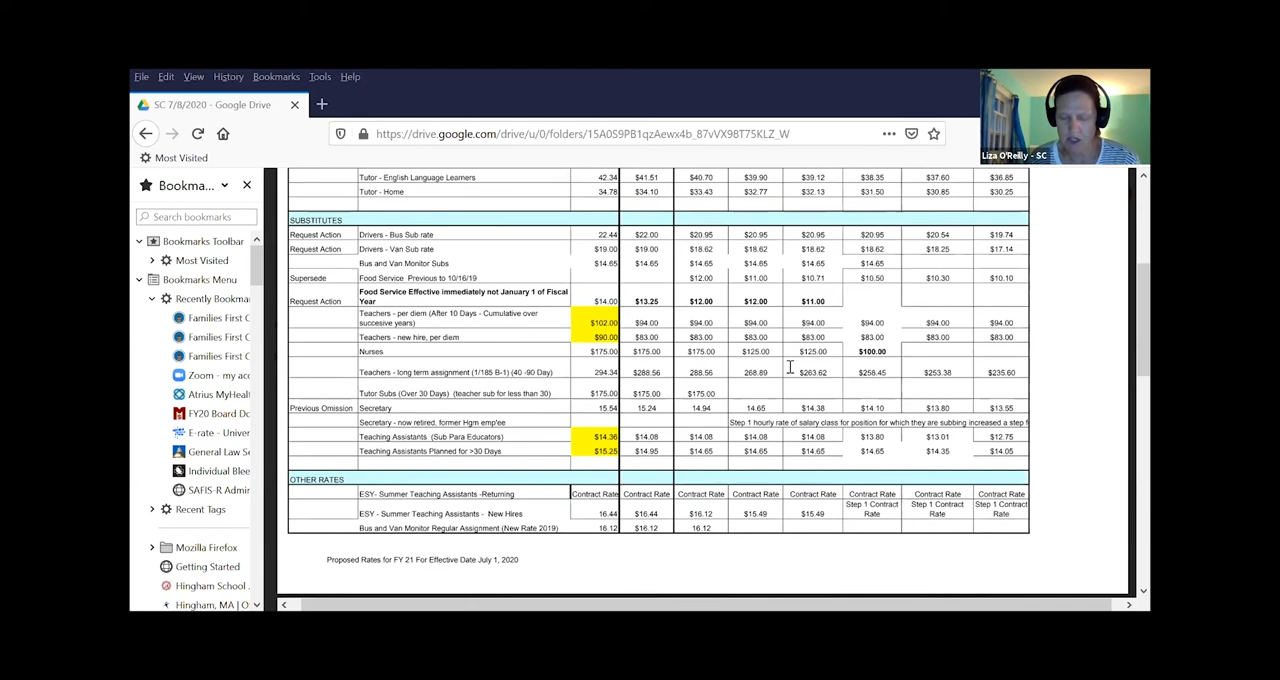 File Edit View History Bookmarks Tools Help
SC 7/8/2020 - Google Drive
https://drive.google.com/drive/u/0/folders/15A0S9PB1qzAewx4b_87vVX98T75KLZ_W
Most Visited
Liza O'Reilly - SC
Bookma...
Search bookmarks
Bookmarks Toolbar
Most Visited
Bookmarks Menu
Recently Bookma
Families First C
Families First C
Families First C
Zoom - my acc
Atrius MyHealt
FY20 Board Do
E-rate - Univer
General Law Se
Individual Blee
SAFIS-R Admir
Recent Tags
Mozilla Firefox
Getting Started
Hingham School
Hingham, MA | O
Tutor - English Language Learners 42.34 $41.51 $40.70 $39.90 $39.12 $38.35 $37.60 $36.85
Tutor - Home 34.78 $34.10 $33.43 $32.77 $32.13 $31.50 $30.85 $30.25
SUBSTITUTES
Request Action Drivers - Bus Sub rate 22.44 $22.00 $20.95 $20.95 $20.95 $20.95 $20.54 $19.74
Request Action Drivers - Van Sub rate $19.00 $19.00 $18.62 $18.62 $18.62 $18.62 $18.25 $17.14
Bus and Van Monitor Subs $14.65 $14.65 $14.65 $14.65 $14.65 $14.65
Supersede Food Service Previous to 10/16/19 $12.00 $11.00 $10.71 $10.50 $10.30 $10.10
Food Service Effective immediately not January 1 of Fiscal
Request Action Year $14.00 $13.25 $12.00 $12.00 $11.00
Teachers - per diem (After 10 Days - Cumulative over
succesive years) $102.00 $94.00 $94.00 $94.00 $94.00 $94.00 $94.00 $94.00
Teachers - new hire, per diem $90.00 $83.00 $83.00 $83.00 $83.00 $83.00 $83.00 $83.00
Nurses $175.00 $175.00 $175.00 $125.00 $125.00 $100.00
Teachers - long term assignment (1/185 B-1) (40 -90 Day) 294.34 $288.56 288.56 268.89 $263.62 $258.45 $253.38 $235.60
Tutor Subs (Over 30 Days) (teacher sub for less than 30) $175.00 $175.00 $175.00
Previous Omission Secretary 15.54 15.24 14.94 14.65 $14.38 $14.10 $13.80 $13.55
Secretary - now retired, former Hgm emp'ee Step 1 hourly rate of salary class for position for which they are subbing increased a step f
Teaching Assistants (Sub Para Educators) $14.36 $14.08 $14.08 $14.08 $14.08 $13.80 $13.01 $12.75
Teaching Assistants Planned for >30 Days $15.25 $14.95 $14.65 $14.65 $14.65 $14.65 $14.35 $14.05
OTHER RATES
ESY- Summer Teaching Assistants -Returning Contract Rate Contract Rate Contract Rate Contract Rate Contract Rate Contract Rate Contract Rate Contract Rate
ESY - Summer Teaching Assistants - New Hires 16.44 $16.44 $16.12 $15.49 $15.49 Step 1 Contract Rate Step 1 Contract Rate Step 1 Contract Rate
Bus and Van Monitor Regular Assignment (New Rate 2019) 16.12 $16.12 16.12
Proposed Rates for FY 21 For Effective Date July 1, 2020